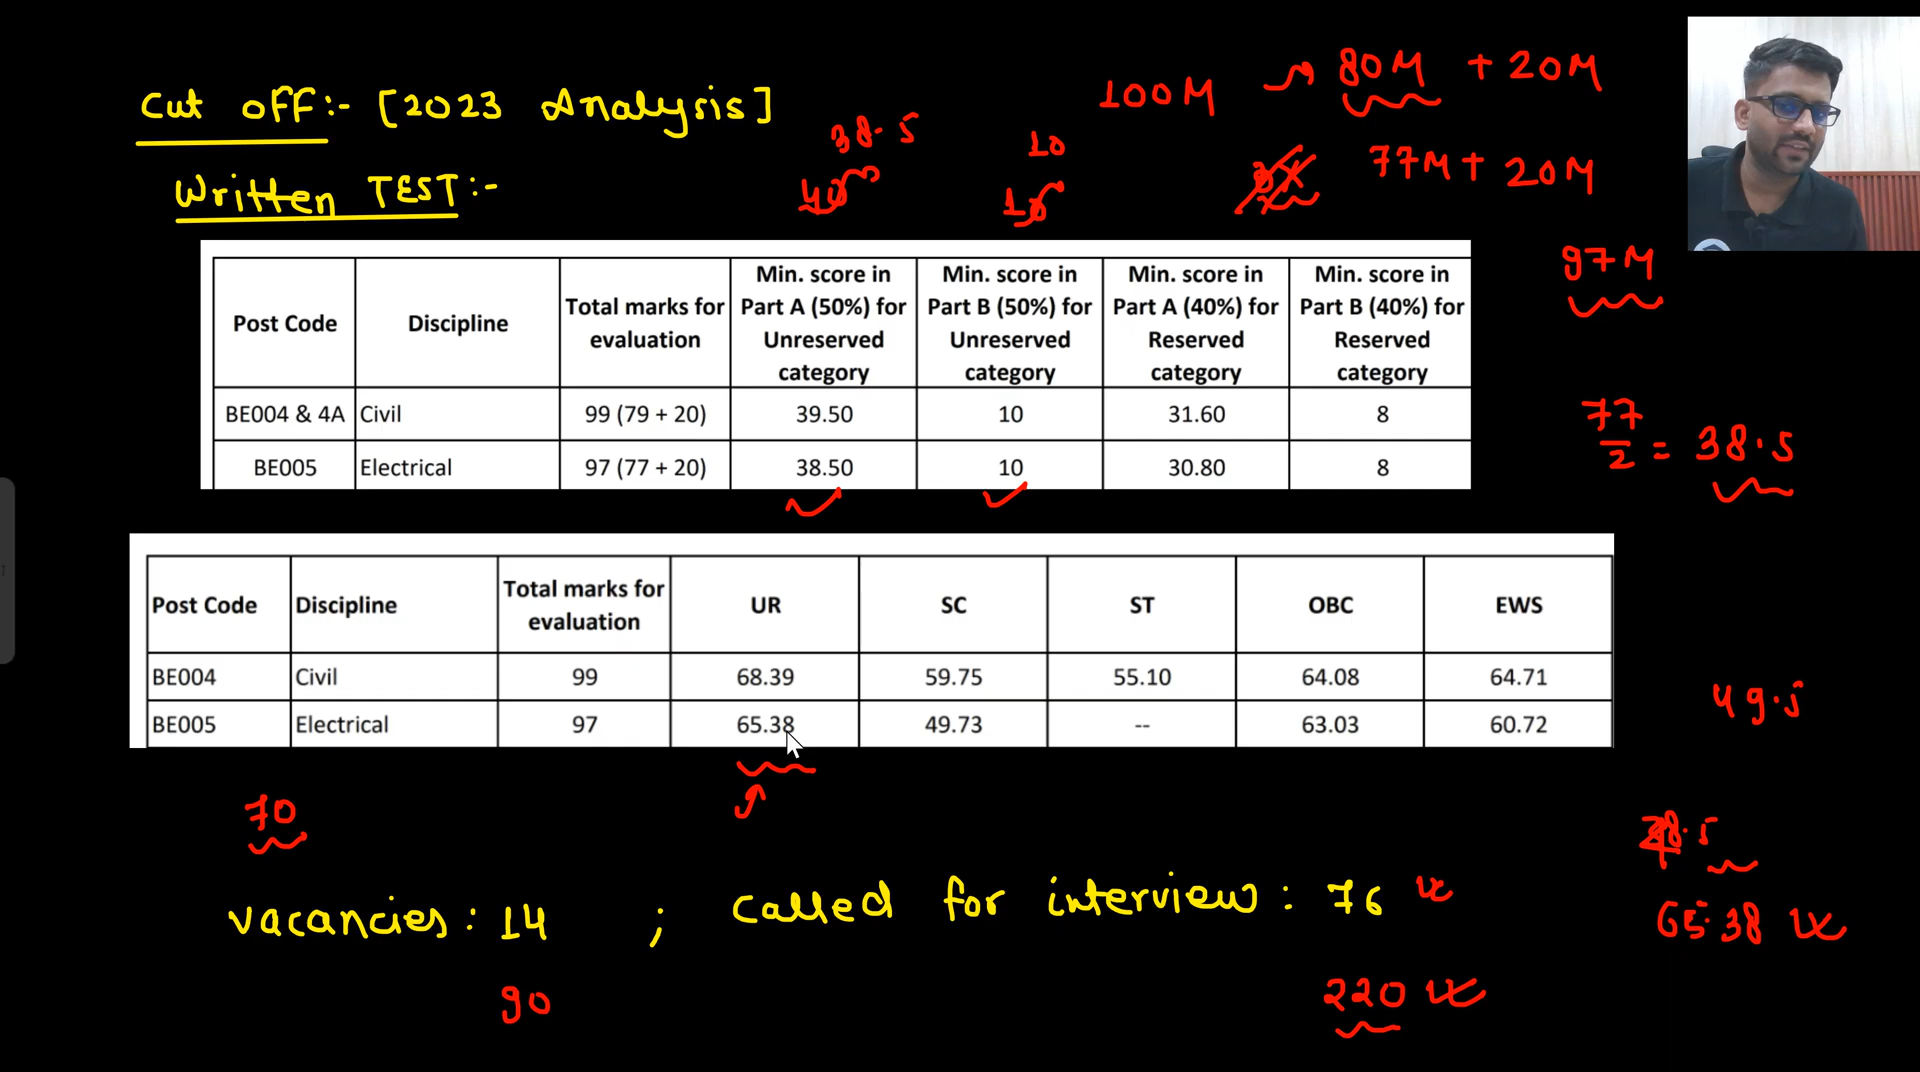 Cut off:- [2023 Analysis]
100M → 80M + 20M
Written TEST:-
38.5
10
77M + 20M
97M
Post Code Discipline Total marks for evaluation Min. score in Part A (50%) for Unreserved category Min. score in Part B (50%) for Unreserved category Min. score in Part A (40%) for Reserved category Min. score in Part B (40%) for Reserved category
BE004 & 4A Civil 99 (79 + 20) 39.50 10 31.60 8
BE005 Electrical 97 (77 + 20) 38.50 10 30.80 8
77/2 = 38.5
Post Code Discipline Total marks for evaluation UR SC ST OBC EWS
BE004 Civil 99 68.39 59.75 55.10 64.08 64.71
BE005 Electrical 97 65.38 49.73 -- 63.03 60.72
49.5
70
vacancies: 14 ; called for interview: 76
65.38
90
220